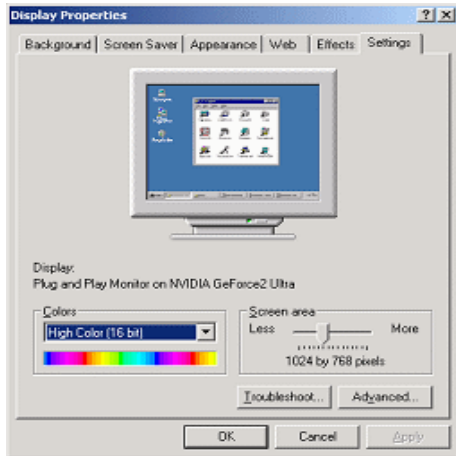 Display Properties
Background Screen Saver Appearance Web Effects Settings
Display:
Plug and Play Monitor on NVIDIA GeForce2 Ultra
Colors
High Color (16 bit)
Screen area
Less More
1024 by 768 pixels
Troubleshoot... Advanced...
OK Cancel Apply